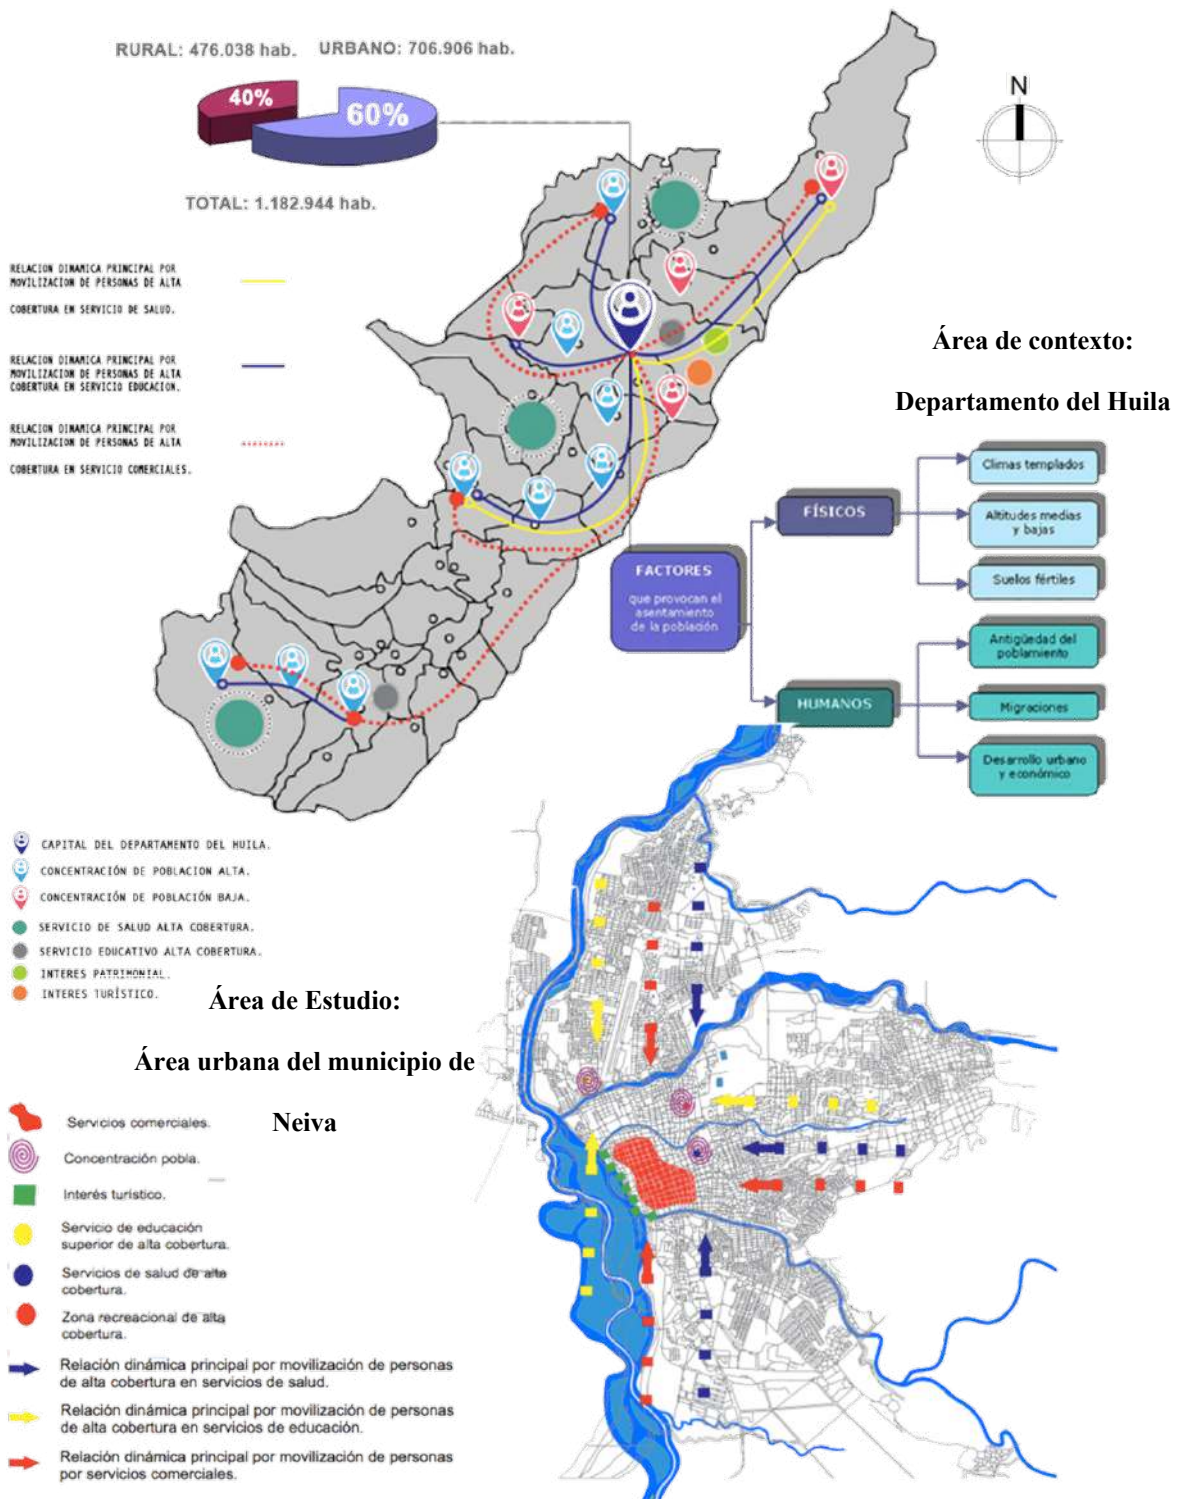 RURAL: 476.038 hab. URBANO: 706.906 hab.
40%
60%
TOTAL: 1.182.944 hab.
N
RELACION DINAMICA PRINCIPAL POR
MOVILIZACION DE PERSONAS DE ALTA
COBERTURA EN SERVICIO DE SALUD.
RELACION DINAMICA PRINCIPAL POR
MOVILIZACION DE PERSONAS DE ALTA
COBERTURA EN SERVICIO EDUCACION.
RELACION DINAMICA PRINCIPAL POR
MOVILIZACION DE PERSONAS DE ALTA
COBERTURA EN SERVICIO COMERCIALES.
Área de contexto:
Departamento del Huila
FACTORES
que provocan el
asentamiento
de la población
FÍSICOS
Climas templados
Altitudes medias
y bajas
Suelos fértiles
HUMANOS
Antigüedad del
poblamiento
Migraciones
Desarrollo urbano
y económico
CAPITAL DEL DEPARTAMENTO DEL HUILA.
CONCENTRACIÓN DE POBLACION ALTA.
CONCENTRACIÓN DE POBLACIÓN BAJA.
SERVICIO DE SALUD ALTA COBERTURA.
SERVICIO EDUCATIVO ALTA COBERTURA.
INTERES PATRIMONIAL.
INTERES TURÍSTICO.
Área de Estudio:
Área urbana del municipio de
Neiva
Servicios comerciales.
Concentración pobla.
Interés turístico.
Servicio de educación
superior de alta cobertura.
Servicios de salud de alta
cobertura.
Zona recreacional de alta
cobertura.
Relación dinámica principal por movilización de personas
de alta cobertura en servicios de salud.
Relación dinámica principal por movilización de personas
de alta cobertura en servicios de educación.
Relación dinámica principal por movilización de personas
por servicios comerciales.